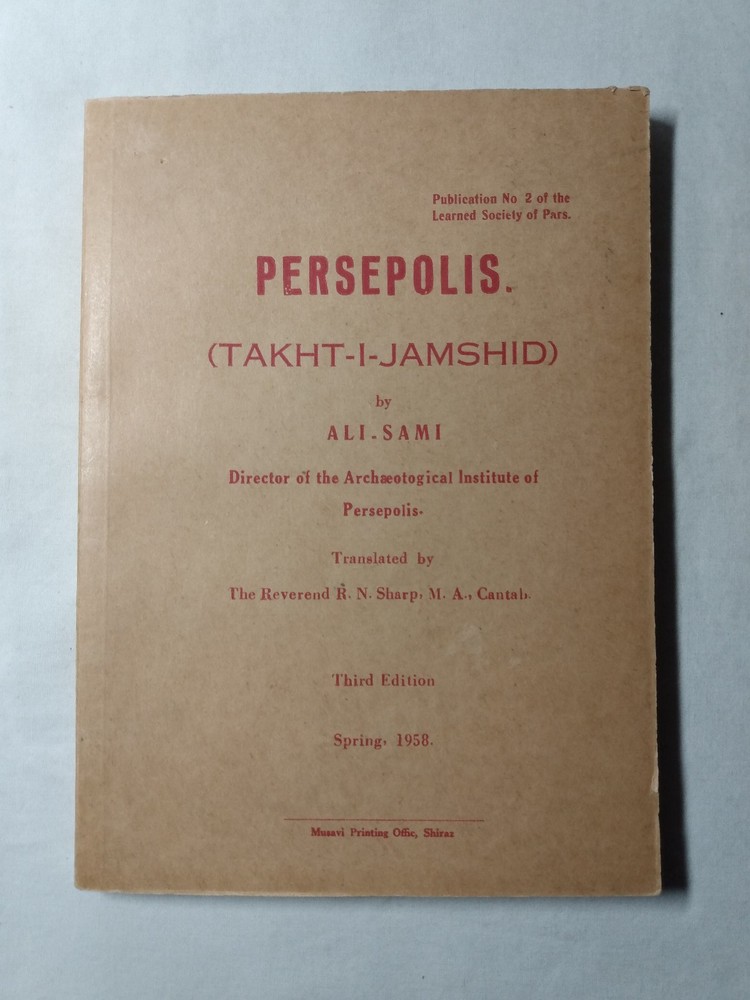 Publication No 2 of the
Learned Society of Pars.
PERSEPOLIS.
(TAKHT-I-JAMSHID)
by
ALI-SAMI
Director of the Archæotogical Institute of
Persepolis.
Translated by
The Reverend R. N. Sharp, M. A., Cantab.
Third Edition
Spring, 1958.
Musavi Printing Offic, Shiraz